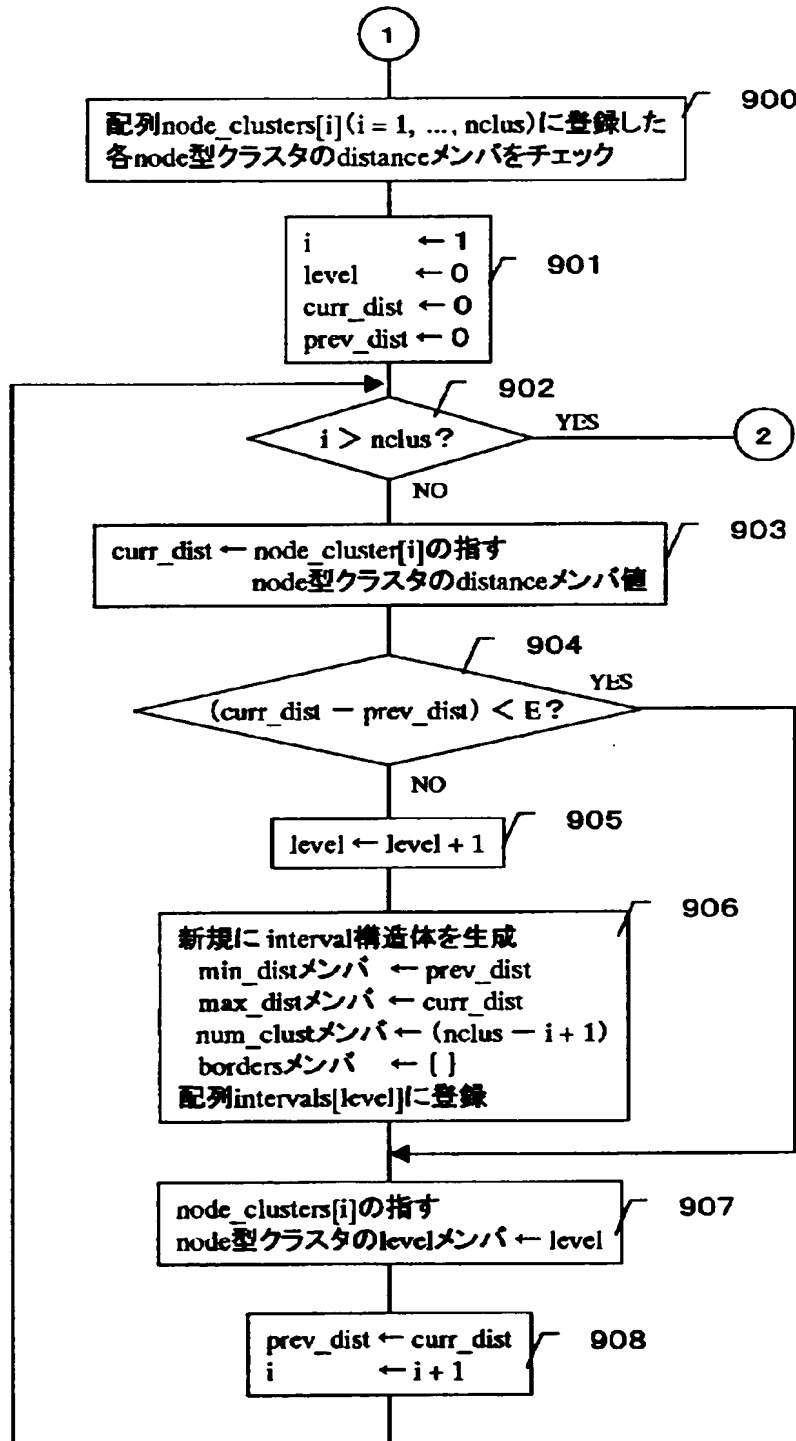 1
900
配列node_clusters[i](i = 1, ..., nclus)に登録した
各node型クラスタのdistanceメンバをチェック
i ← 1
level ← 0
curr_dist ← 0
prev_dist ← 0
901
902
i > nclus?
YES
2
NO
903
curr_dist ← node_cluster[i]の指す
node型クラスタのdistanceメンバ値
904
YES
(curr_dist − prev_dist) < E?
NO
905
level ← level + 1
906
新規に interval構造体を生成
min_distメンバ ← prev_dist
max_distメンバ ← curr_dist
num_clustメンバ ← (nclus − i + 1)
bordersメンバ ← { }
配列intervals[level]に登録
907
node_clusters[i]の指す
node型クラスタのlevelメンバ ← level
prev_dist ← curr_dist
i ← i + 1
908